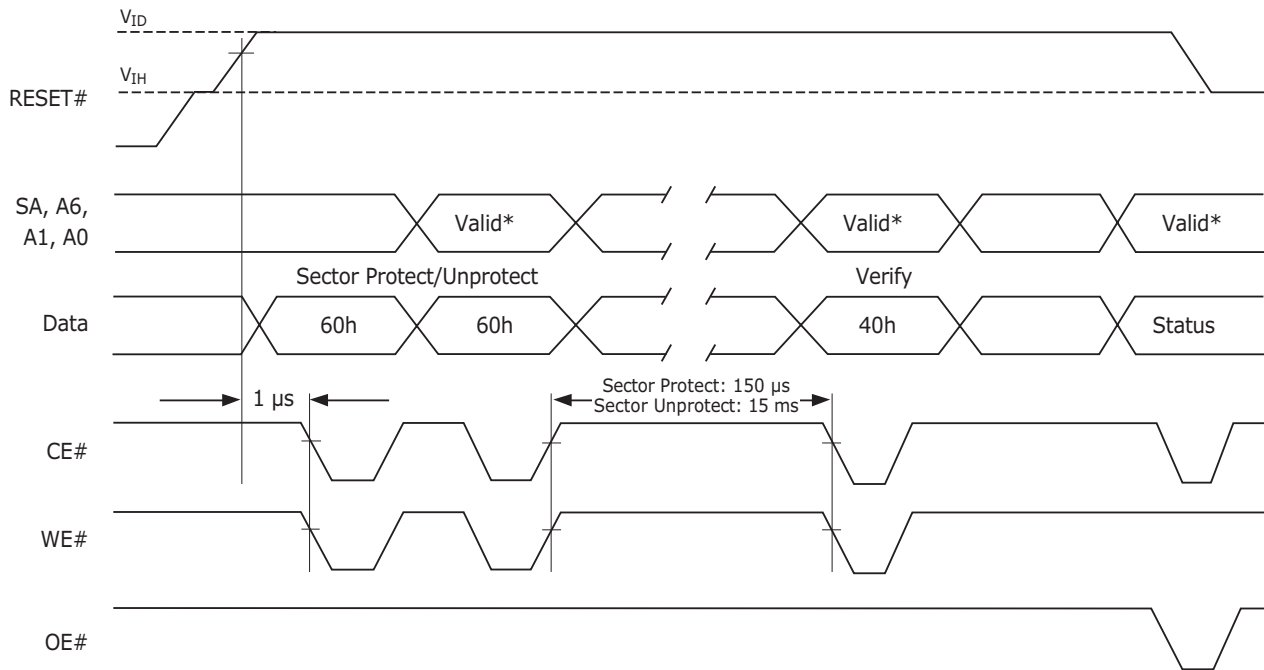 VID
VIH
RESET#
SA, A6,
A1, A0
Valid*
Valid*
Valid*
Sector Protect/Unprotect
Verify
Data
60h
60h
40h
Status
1 µs
Sector Protect: 150 µs
Sector Unprotect: 15 ms
CE#
WE#
OE#